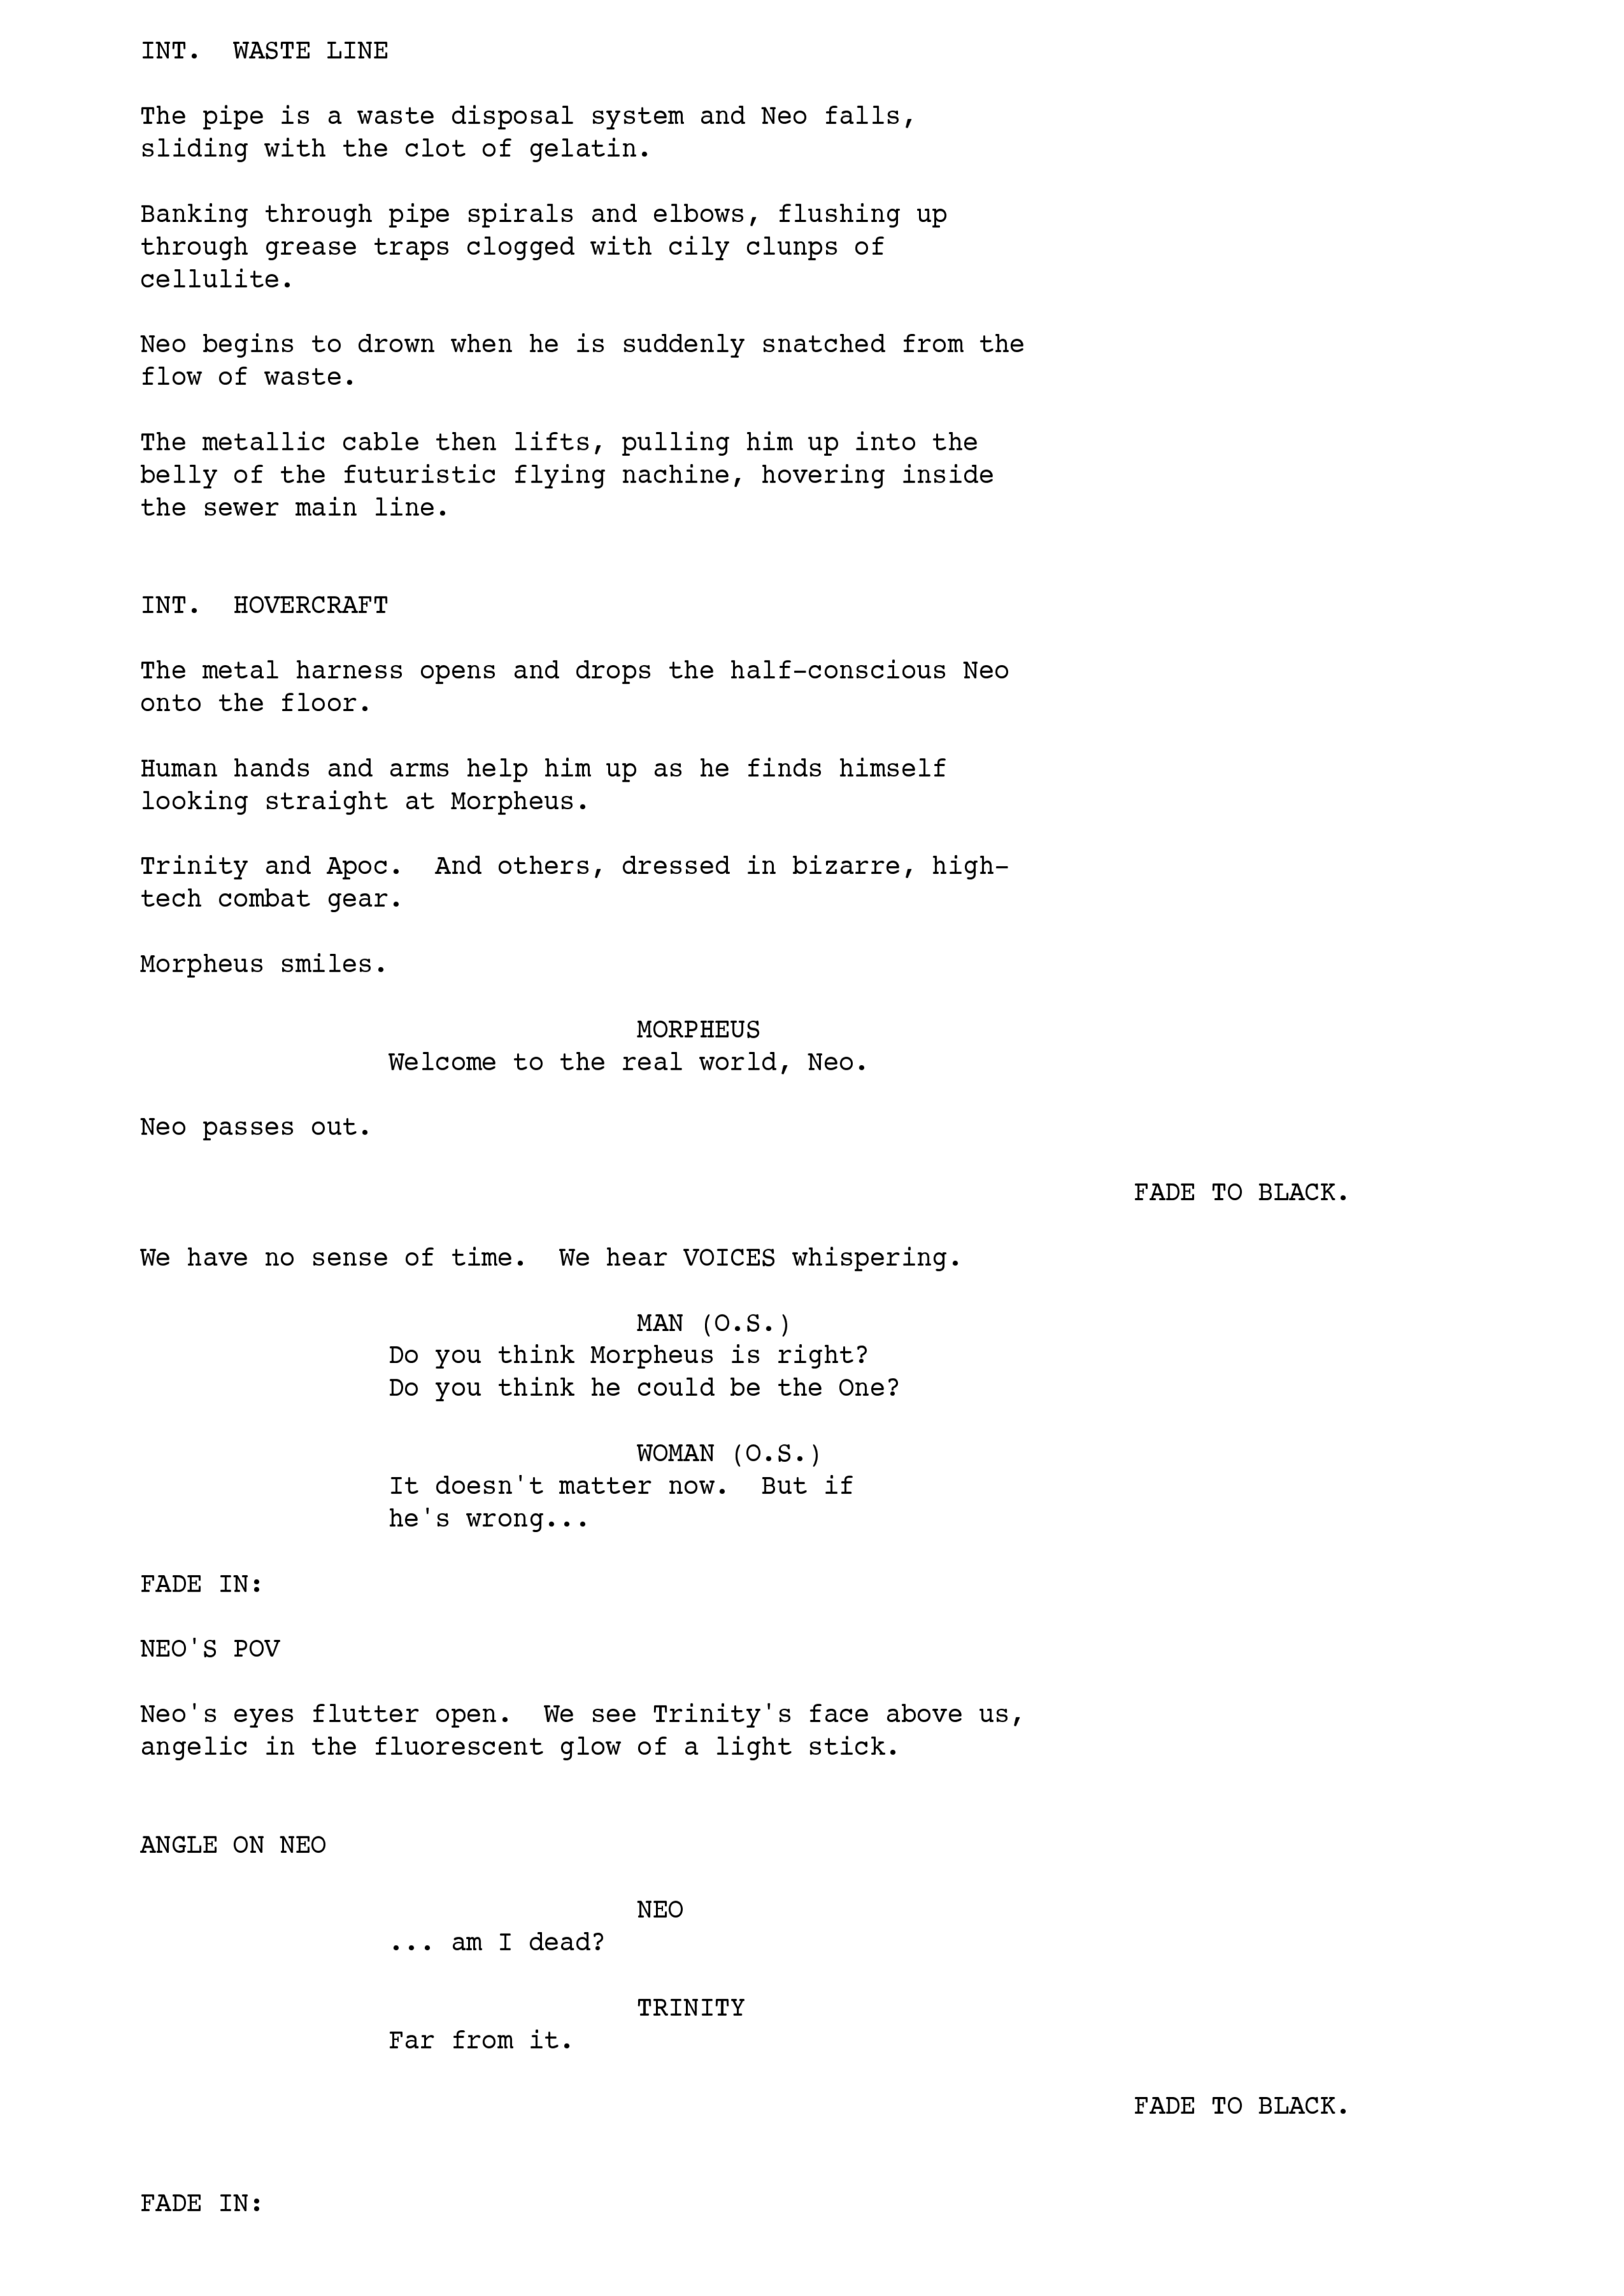 INT.  WASTE LINE
The pipe is a waste disposal system and Neo falls,
sliding with the clot of gelatin.
Banking through pipe spirals and elbows, flushing up
through grease traps clogged with cily clunps of
cellulite.
Neo begins to drown when he is suddenly snatched from the
flow of waste.
The metallic cable then lifts, pulling him up into the
belly of the futuristic flying nachine, hovering inside
the sewer main line.
INT.  HOVERCRAFT
The metal harness opens and drops the half-conscious Neo
onto the floor.
Human hands and arms help him up as he finds himself
looking straight at Morpheus.
Trinity and Apoc.  And others, dressed in bizarre, high-
tech combat gear.
Morpheus smiles.
MORPHEUS
Welcome to the real world, Neo.
Neo passes out.
FADE TO BLACK.
We have no sense of time.  We hear VOICES whispering.
MAN (O.S.)
Do you think Morpheus is right?
Do you think he could be the One?
WOMAN (O.S.)
It doesn't matter now.  But if
he's wrong...
FADE IN:
NEO'S POV
Neo's eyes flutter open.  We see Trinity's face above us,
angelic in the fluorescent glow of a light stick.
ANGLE ON NEO
NEO
... am I dead?
TRINITY
Far from it.
FADE TO BLACK.
FADE IN: